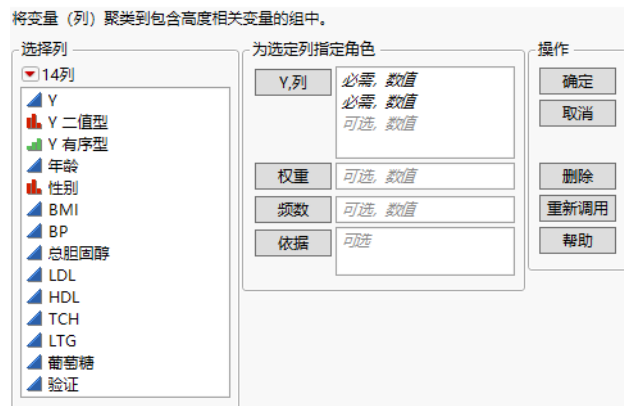 将变量（列）聚类到包含高度相关变量的组中。
选择列
14列
Y
Y 二值型
Y 有序型
年龄
性别
BMI
BP
总胆固醇
LDL
HDL
TCH
LTG
葡萄糖
验证
为选定列指定角色
Y,列
必需, 数值
必需, 数值
可选, 数值
权重
可选, 数值
频数
可选, 数值
依据
可选
操作
确定
取消
删除
重新调用
帮助